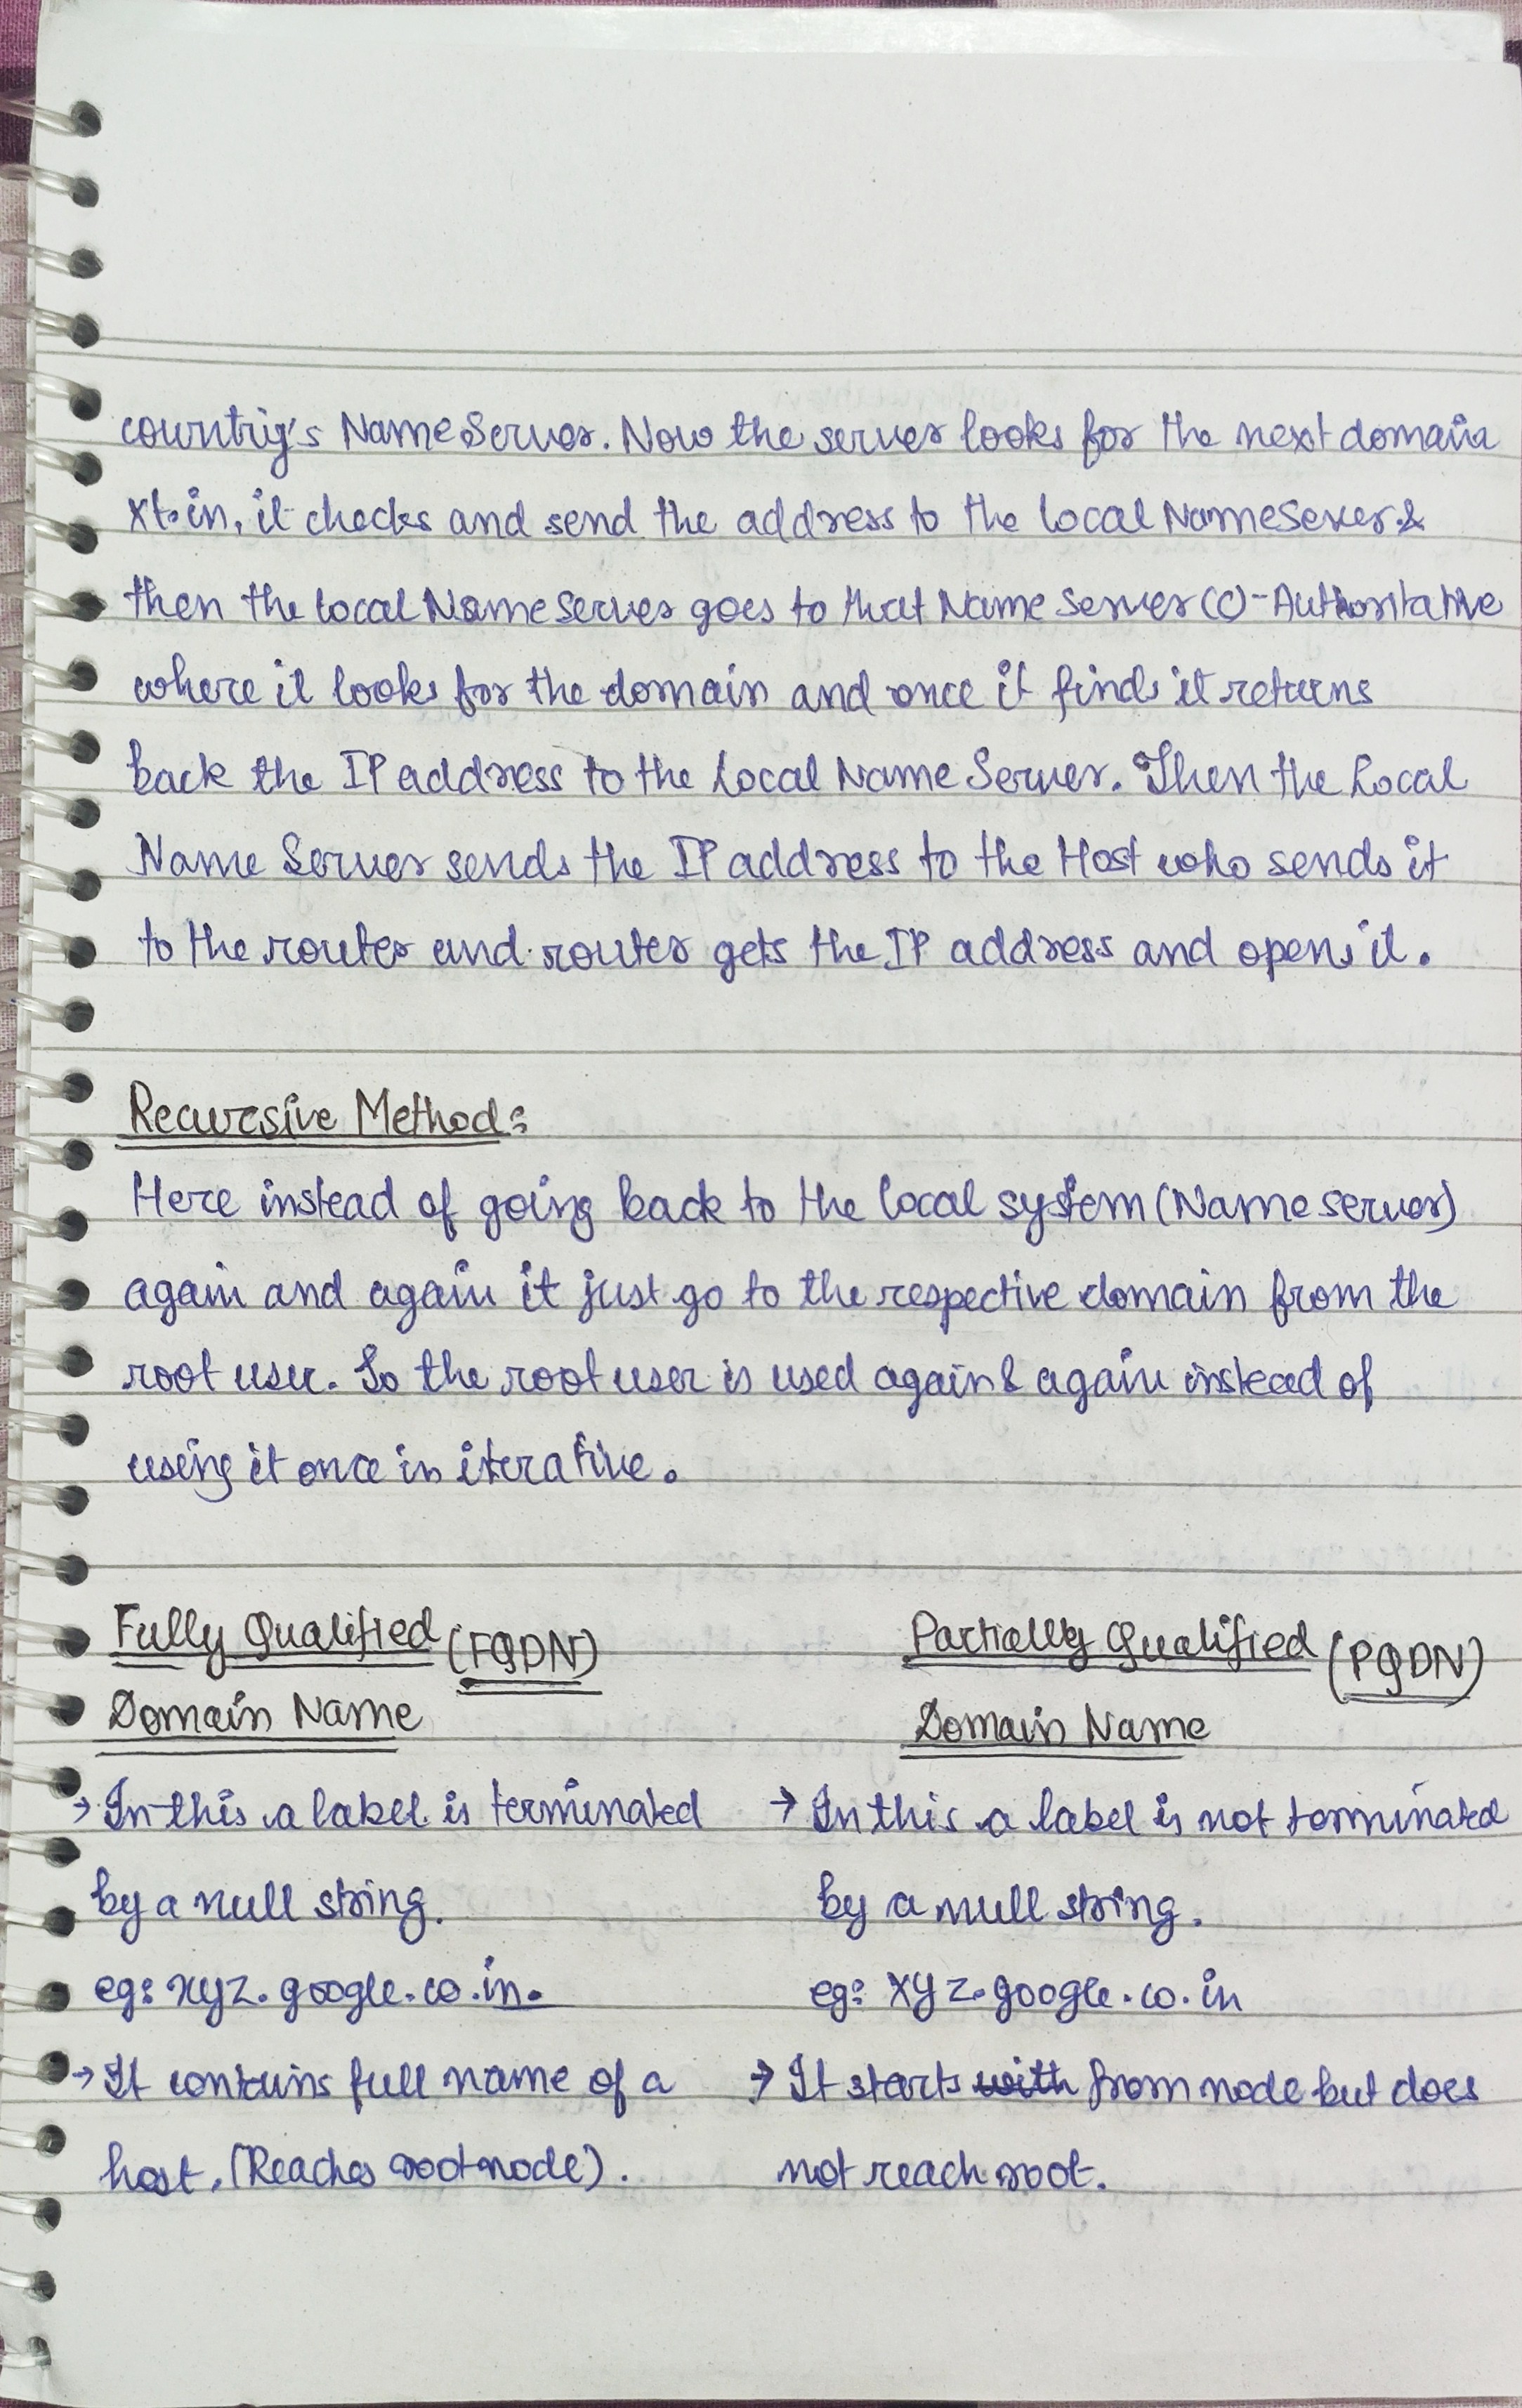 country's Name Server. Now the server looks for the next domain
xt.in, it checks and send the address to the local NameSever &
then the local Name Server goes to that Name Server (C) - Authoritative
where it looks for the domain and once it finds it returns
back the IP address to the Local Name Server. Then the Local
Name Server sends the IP address to the Host who sends it
to the router and router gets the IP address and opens it.
Recursive Method:
Here instead of going back to the local system (Name server)
again and again it just go to the respective domain from the
root user. So the root user is used again & again instead of
using it once in iterative.
Fully Qualified (FQDN)
Domain Name
→ In this a label is terminated
by a null string.
eg: xyz.google.co.in.
→ It contains full name of a
host. (Reaches root node).
Partially Qualified (PQDN)
Domain Name
→ In this a label is not terminated
by a null string.
eg: xyz.google.co.in
→ It starts with from node but does
not reach root.